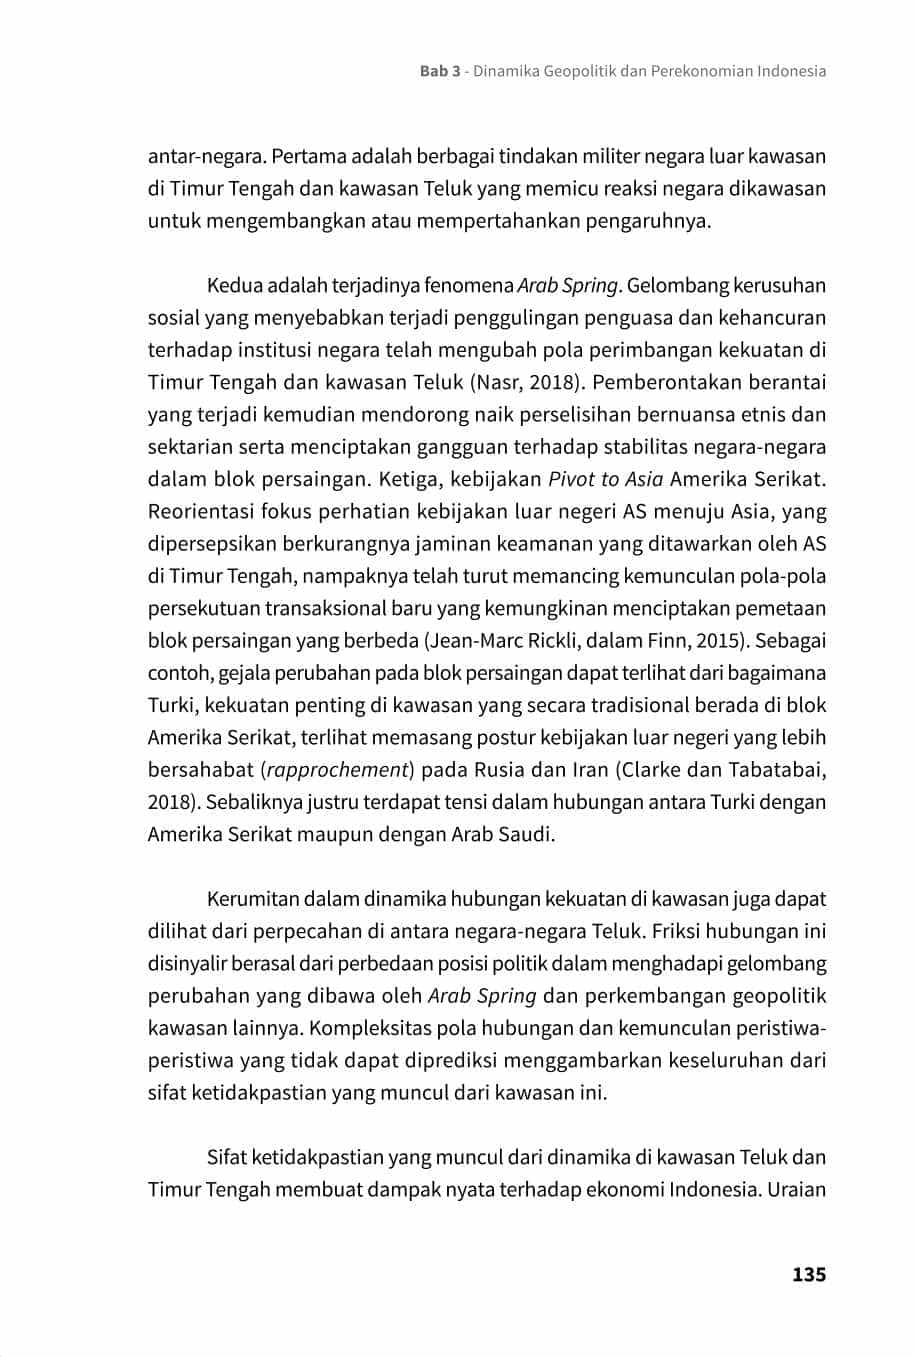 Bab 3 - Dinamika Geopolitik dan Perekonomian Indonesia
antar-negara. Pertama adalah berbagai tindakan militer negara luar kawasan
di Timur Tengah dan kawasan Teluk yang memicu reaksi negara dikawasan
untuk mengembangkan atau mempertahankan pengaruhnya.
Kedua adalah terjadinya fenomena Arab Spring. Gelombang kerusuhan
sosial yang menyebabkan terjadi penggulingan penguasa dan kehancuran
terhadap institusi negara telah mengubah pola perimbangan kekuatan di
Timur Tengah dan kawasan Teluk (Nasr, 2018). Pemberontakan berantai
yang terjadi kemudian mendorong naik perselisihan bernuansa etnis dan
sektarian serta menciptakan gangguan terhadap stabilitas negara-negara
dalam blok persaingan. Ketiga, kebijakan Pivot to Asia Amerika Serikat.
Reorientasi fokus perhatian kebijakan luar negeri AS menuju Asia, yang
dipersepsikan berkurangnya jaminan keamanan yang ditawarkan oleh AS
di Timur Tengah, nampaknya telah turut memancing kemunculan pola-pola
persekutuan transaksional baru yang kemungkinan menciptakan pemetaan
blok persaingan yang berbeda (Jean-Marc Rickli, dalam Finn, 2015). Sebagai
contoh, gejala perubahan pada blok persaingan dapat terlihat dari bagaimana
Turki, kekuatan penting di kawasan yang secara tradisional berada di blok
Amerika Serikat, terlihat memasang postur kebijakan luar negeri yang lebih
bersahabat (rapprochement) pada Rusia dan Iran (Clarke dan Tabatabai,
2018). Sebaliknya justru terdapat tensi dalam hubungan antara Turki dengan
Amerika Serikat maupun dengan Arab Saudi.
Kerumitan dalam dinamika hubungan kekuatan di kawasan juga dapat
dilihat dari perpecahan di antara negara-negara Teluk. Friksi hubungan ini
disinyalir berasal dari perbedaan posisi politik dalam menghadapi gelombang
perubahan yang dibawa oleh Arab Spring dan perkembangan geopolitik
kawasan lainnya. Kompleksitas pola hubungan dan kemunculan peristiwa-
peristiwa yang tidak dapat diprediksi menggambarkan keseluruhan dari
sifat ketidakpastian yang muncul dari kawasan ini.
Sifat ketidakpastian yang muncul dari dinamika di kawasan Teluk dan
Timur Tengah membuat dampak nyata terhadap ekonomi Indonesia. Uraian
135